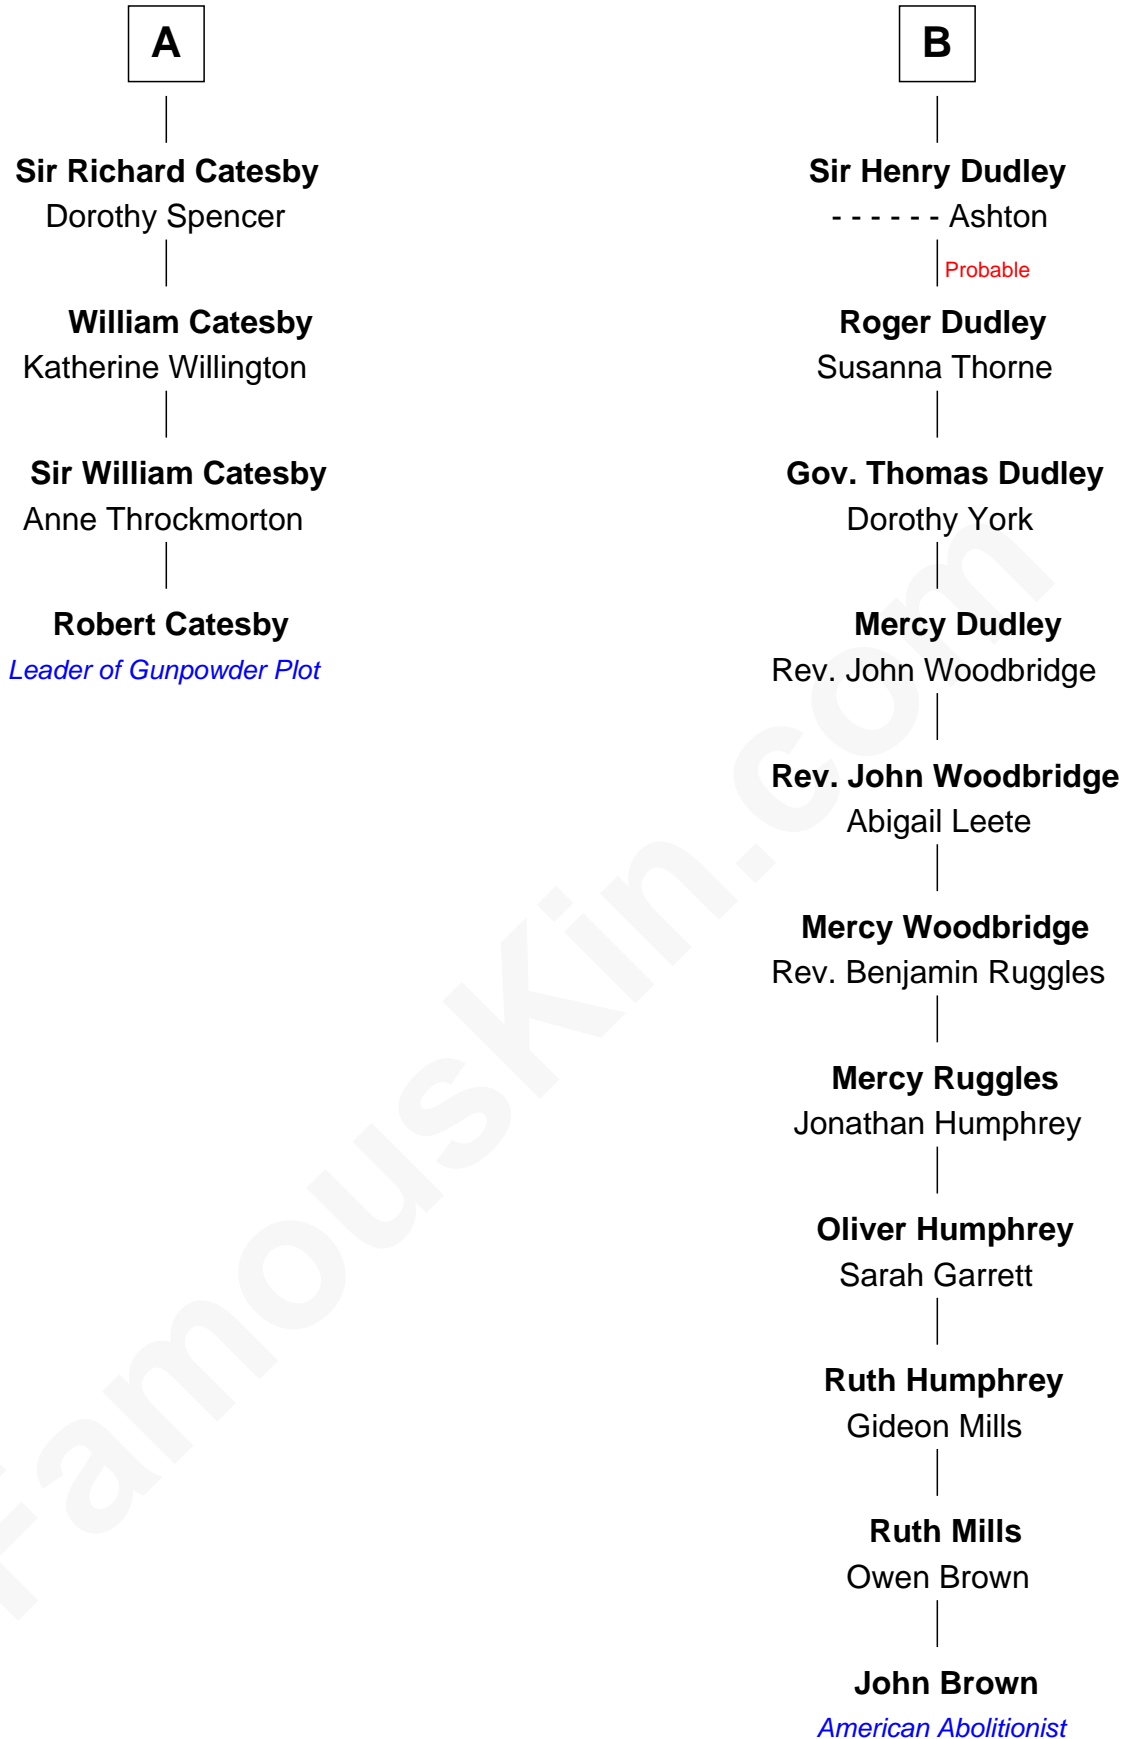 A
Sir Richard Catesby
Dorothy Spencer
William Catesby
Katherine Willington
Sir William Catesby
Anne Throckmorton
Robert Catesby
Leader of Gunpowder Plot
B
Sir Henry Dudley
- - - - - - Ashton
Probable
Roger Dudley
Susanna Thorne
Gov. Thomas Dudley
Dorothy York
Mercy Dudley
Rev. John Woodbridge
Rev. John Woodbridge
Abigail Leete
Mercy Woodbridge
Rev. Benjamin Ruggles
Mercy Ruggles
Jonathan Humphrey
Oliver Humphrey
Sarah Garrett
Ruth Humphrey
Gideon Mills
Ruth Mills
Owen Brown
John Brown
American Abolitionist
FamousKin.com